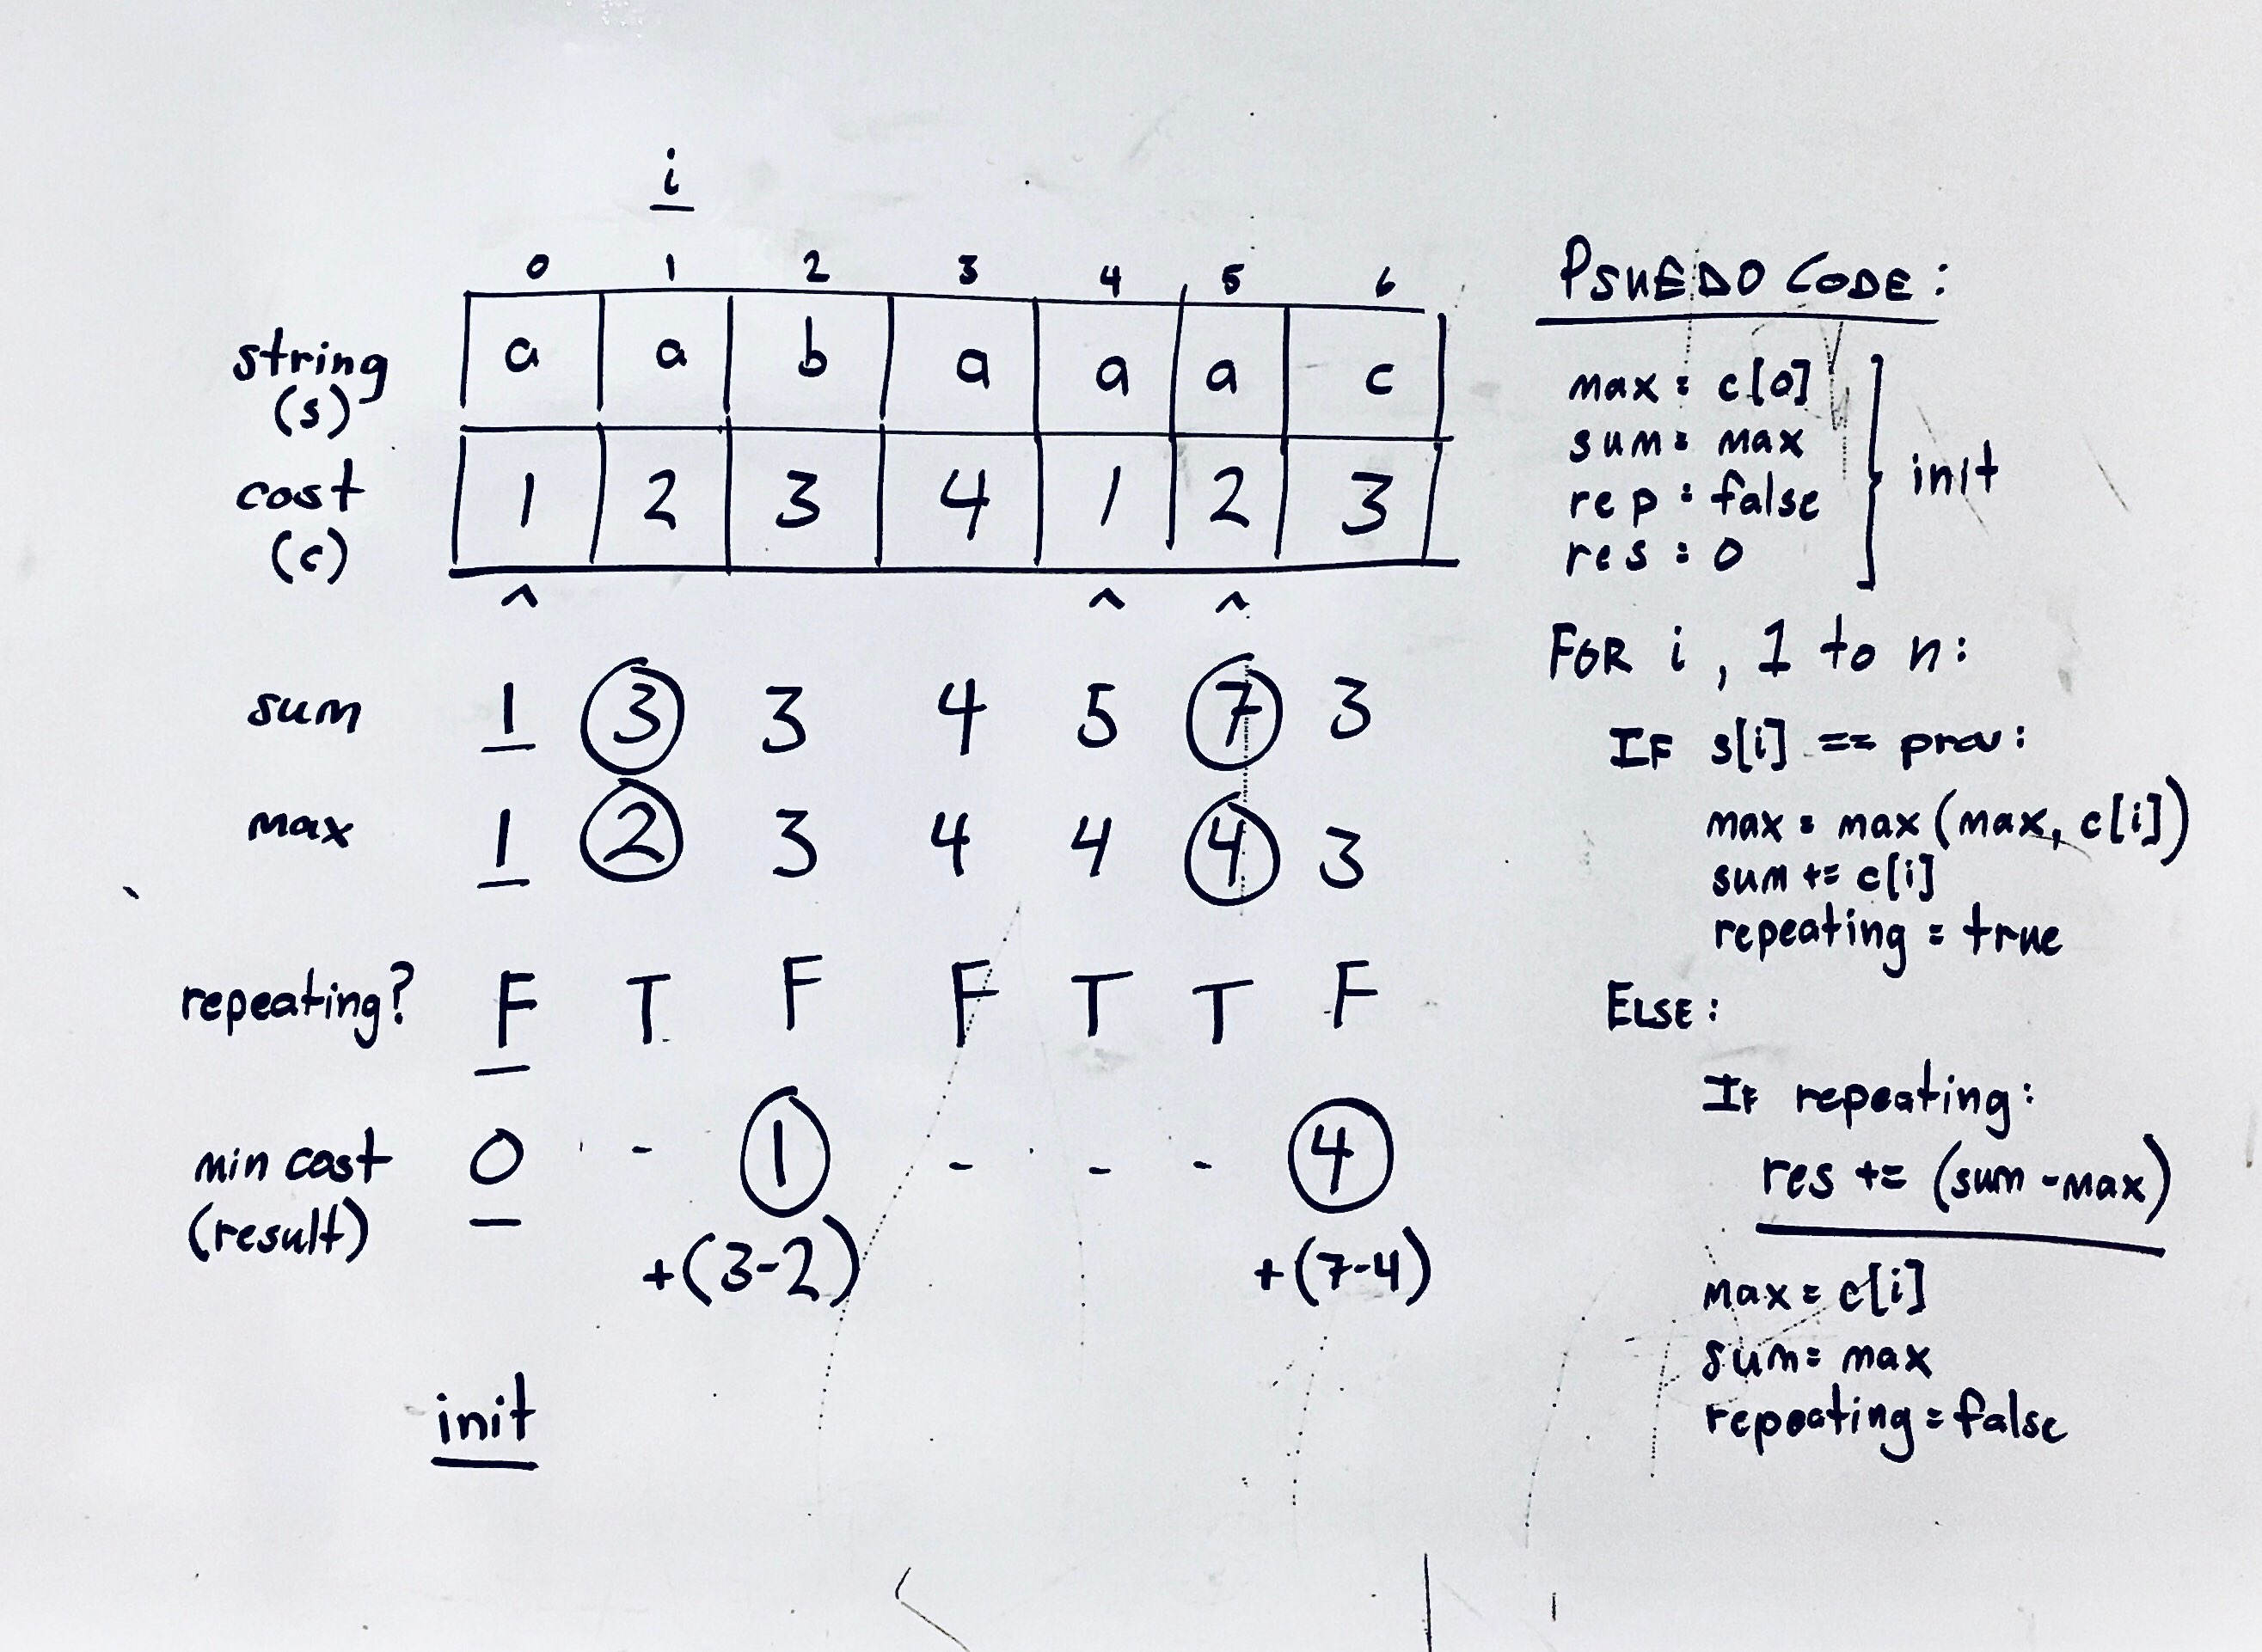 i
0 1 2 3 4 5 6
string (s) a a b a a a c
cost (c) 1 2 3 4 1 2 3
^ ^ ^
sum 1 3 3 4 5 7 3
max 1 2 3 4 4 4 3
repeating? F T F F T T F
min cost (result) 0 - 1 - - - 4
+(3-2) +(7-4)
init
PSUEDO CODE:
max = c[0]
sum = max
rep = false
res = 0
init
FOR i, 1 to n:
IF s[i] == prev:
max = max(max, c[i])
sum += c[i]
repeating = true
ELSE:
IF repeating:
res += (sum - max)
max = c[i]
sum = max
repeating = false